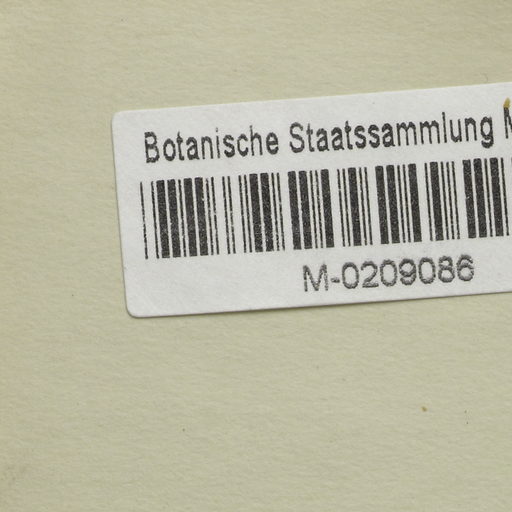 Botanische Staatssammlung M
M-0209086